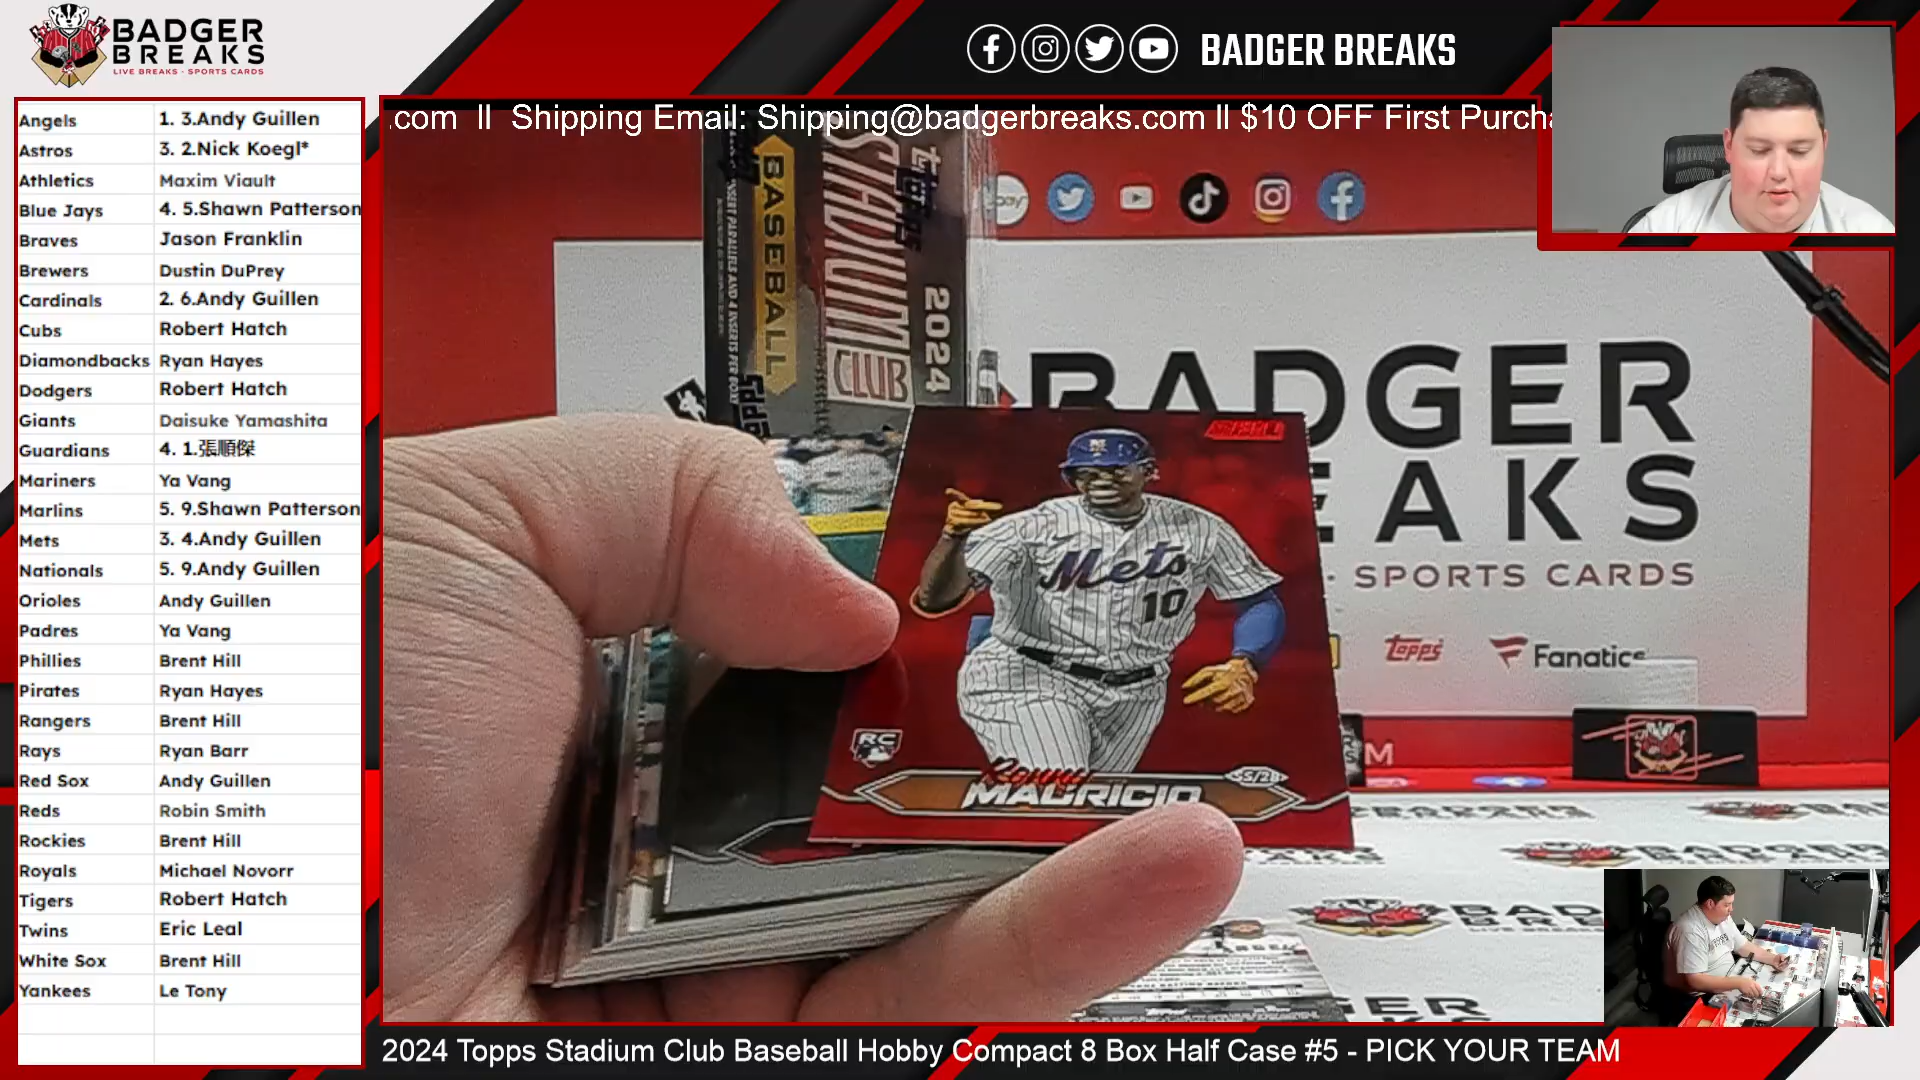 BADGER
BREAKS
LIVE BREAKS - SPORTS CARDS
BADGER BREAKS
.com ll Shipping Email: Shipping@badgerbreaks.com ll $10 OFF First Purcha
Angels 1. 3.Andy Guillen
Astros 3. 2.Nick Koegl*
Athletics Maxim Viault
Blue Jays 4. 5.Shawn Patterson
Braves Jason Franklin
Brewers Dustin DuPrey
Cardinals 2. 6.Andy Guillen
Cubs Robert Hatch
Diamondbacks Ryan Hayes
Dodgers Robert Hatch
Giants Daisuke Yamashita
Guardians 4. 1.張順傑
Mariners Ya Vang
Marlins 5. 9.Shawn Patterson
Mets 3. 4.Andy Guillen
Nationals 5. 9.Andy Guillen
Orioles Andy Guillen
Padres Ya Vang
Phillies Brent Hill
Pirates Ryan Hayes
Rangers Brent Hill
Rays Ryan Barr
Red Sox Andy Guillen
Reds Robin Smith
Rockies Brent Hill
Royals Michael Novorr
Tigers Robert Hatch
Twins Eric Leal
White Sox Brent Hill
Yankees Le Tony
BASEBALL
topps
STADIUM
CLUB
2024
BADGER
EAKS
- SPORTS CARDS
topps
Fanatics
Mets
10
RC
Ronny
MAURICIO
SS/2B
2024 Topps Stadium Club Baseball Hobby Compact 8 Box Half Case #5 - PICK YOUR TEAM